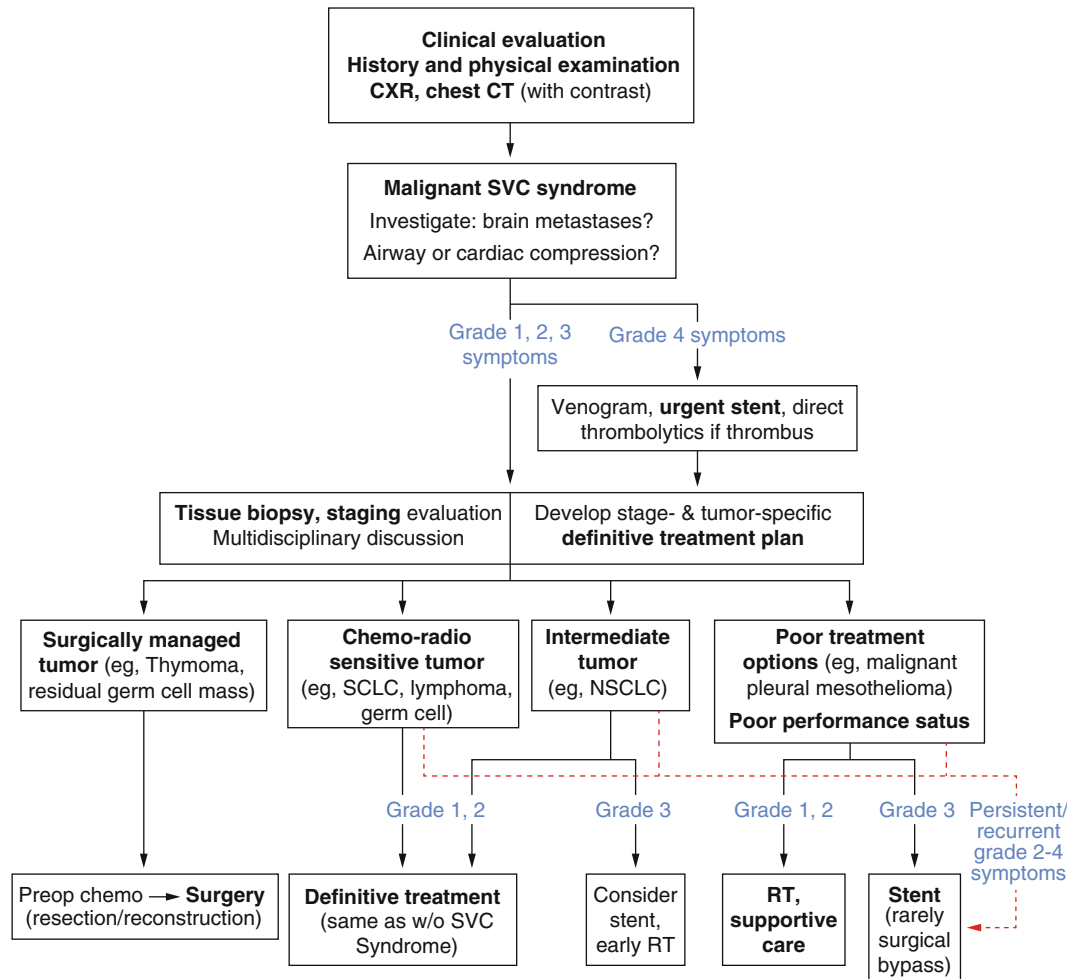 Clinical evaluation
History and physical examination
CXR, chest CT (with contrast)
Malignant SVC syndrome
Investigate: brain metastases?
Airway or cardiac compression?
Grade 1, 2, 3
symptoms
Grade 4 symptoms
Venogram, urgent stent, direct
thrombolytics if thrombus
Tissue biopsy, staging evaluation
Multidisciplinary discussion
Develop stage- & tumor-specific
definitive treatment plan
Surgically managed
tumor (eg, Thymoma,
residual germ cell mass)
Chemo-radio
sensitive tumor
(eg, SCLC, lymphoma,
germ cell)
Intermediate
tumor
(eg, NSCLC)
Poor treatment
options (eg, malignant
pleural mesothelioma)
Poor performance satus
Grade 1, 2
Grade 3
Grade 1, 2
Grade 3
Persistent/
recurrent
grade 2-4
symptoms
Preop chemo → Surgery
(resection/reconstruction)
Definitive treatment
(same as w/o SVC
Syndrome)
Consider
stent,
early RT
RT,
supportive
care
Stent
(rarely
surgical
bypass)